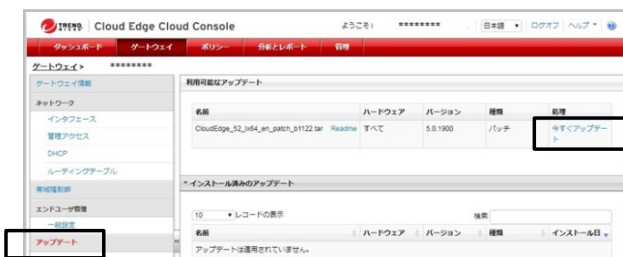 TREND MICRO Cloud Edge Cloud Console ようこそ! ******** 日本語 ログオフ ヘルプ
ダッシュボード ゲートウェイ ポリシー 分析とレポート 管理
ゲートウェイ > ********
ゲートウェイ情報
ネットワーク
インタフェース
管理アクセス
DHCP
ルーティングテーブル
帯域幅制御
エンドユーザ管理
一般設定
アップデート
利用可能なアップデート
名前 ハードウェア バージョン 種類 処理
CloudEdge_52_lx64_en_patch_b1122.tar Readme すべて 5.0.1900 パッチ 今すぐアップデー
ト
インストール済みのアップデート
10 レコードの表示 検索
名前 ハードウェア バージョン 種類 インストール日
アップデートは適用されていません。